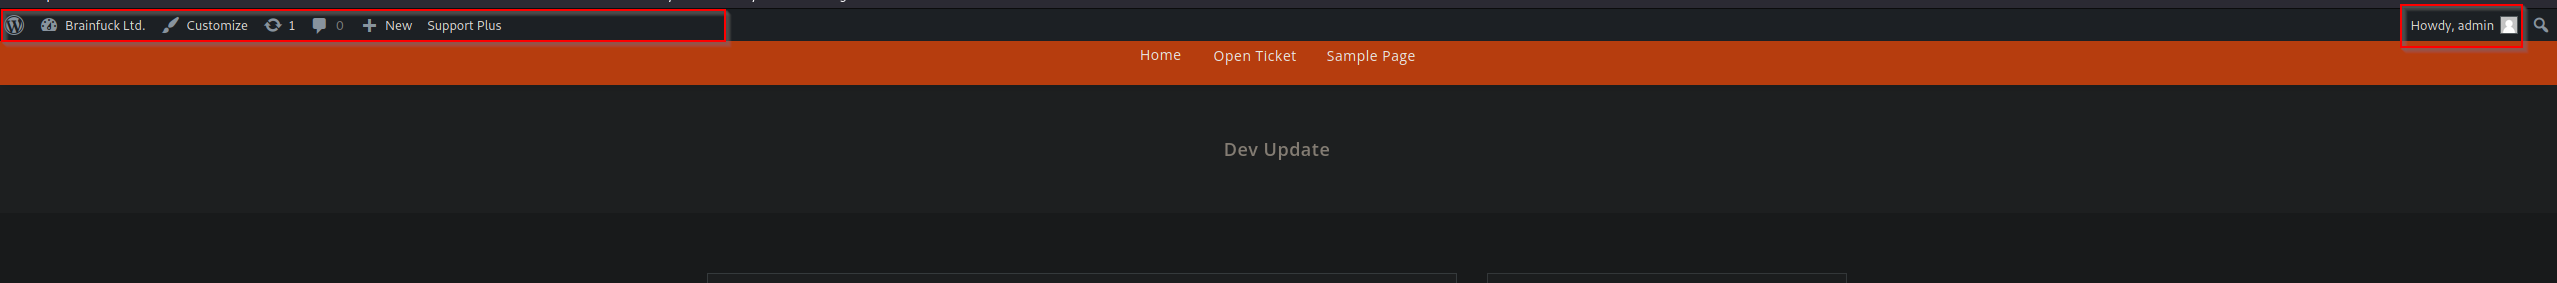 Brainfuck Ltd. Customize 1 0 New Support Plus Howdy, admin
Home Open Ticket Sample Page
Dev Update